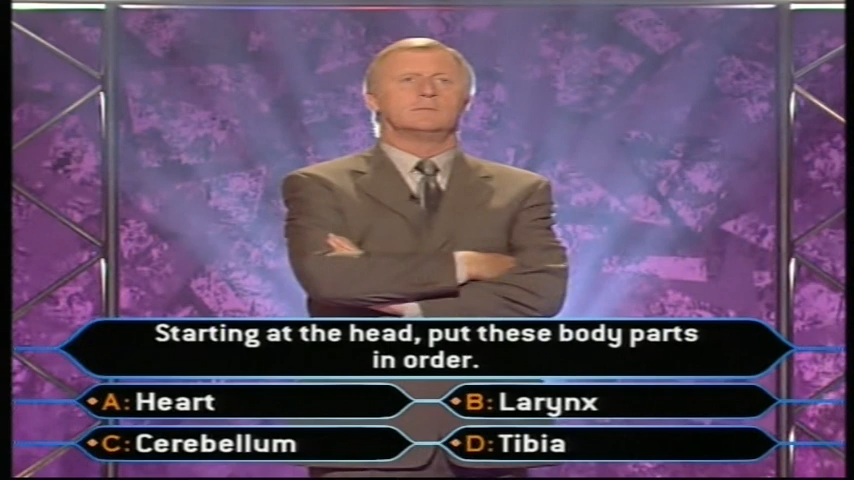 Starting at the head, put these body parts
in order.
A: Heart
B: Larynx
C: Cerebellum
D: Tibia